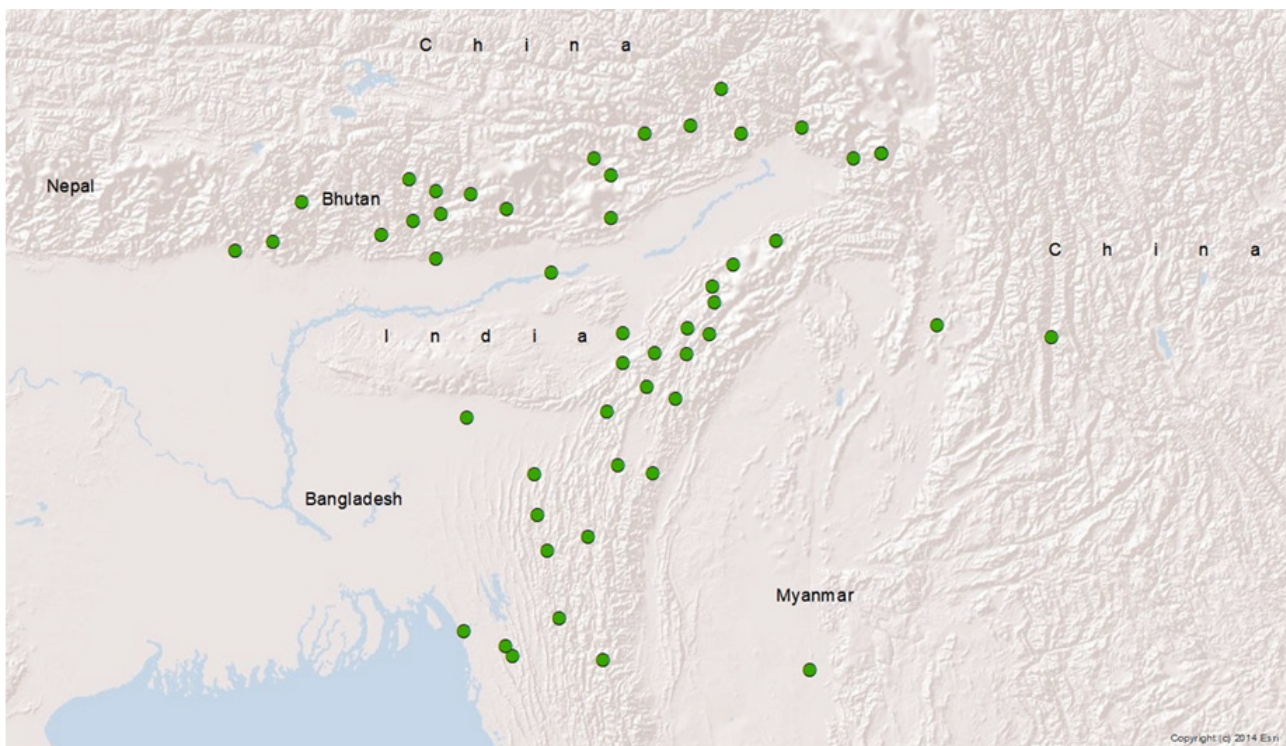 C h i n a
Nepal
Bhutan
C h i n a
I n d i a
Bangladesh
Myanmar
Copyright (c) 2014 Esri